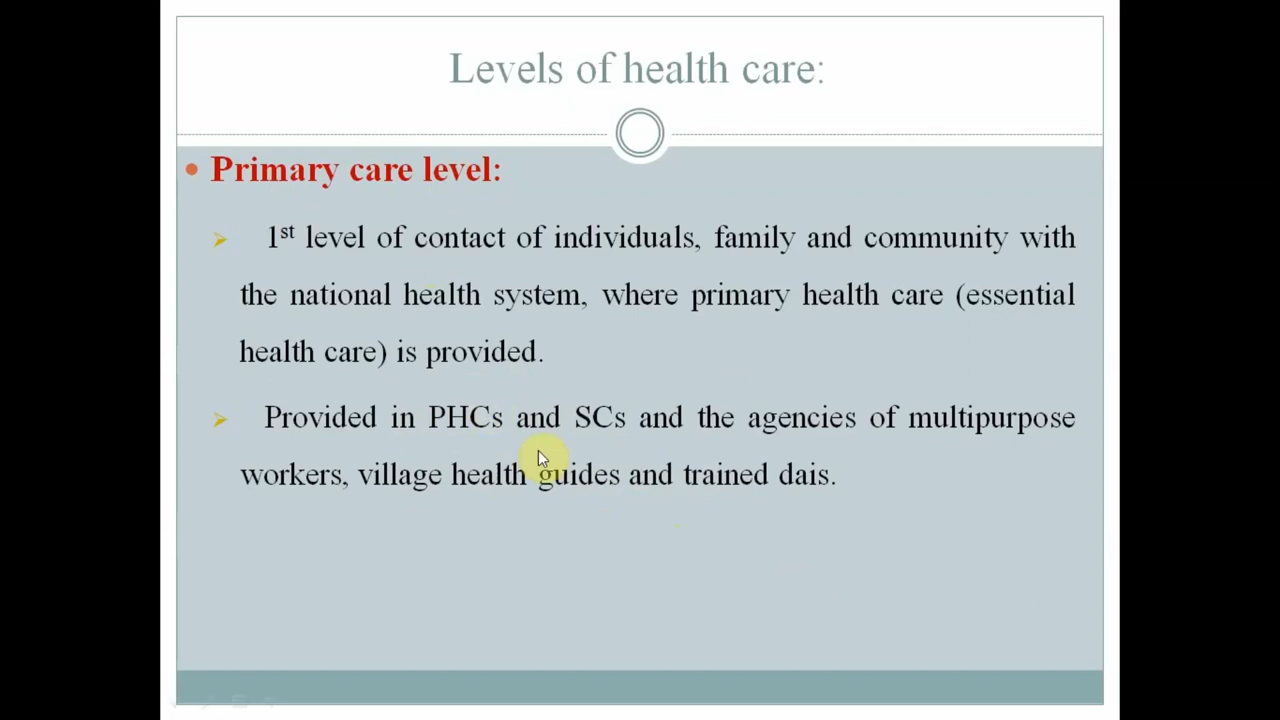 Levels of health care:
Primary care level:
1st level of contact of individuals, family and community with
the national health system, where primary health care (essential
health care) is provided.
Provided in PHCs and SCs and the agencies of multipurpose
workers, village health guides and trained dais.